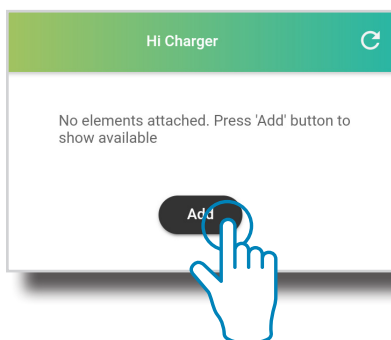 Hi Charger
No elements attached. Press 'Add' button to
show available
Add